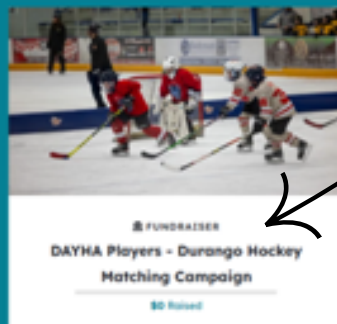 FUNDRAISER
DAYHA Players - Durango Hockey
Matching Campaign
$0 Raised